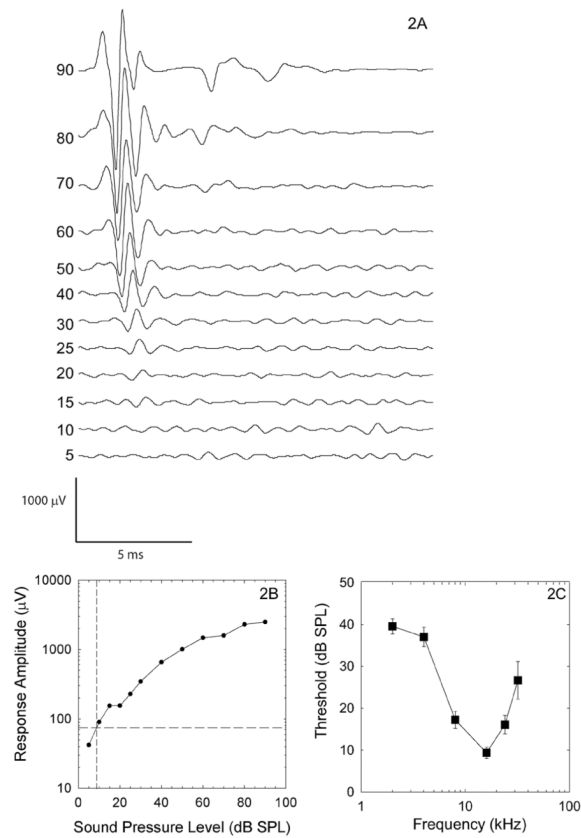 2A
90
80
70
60
50
40
30
25
20
15
10
5
1000 μV
5 ms
2B
Response Amplitude (μV)
10000
1000
100
10
0 20 40 60 80 100
Sound Pressure Level (dB SPL)
2C
Threshold (dB SPL)
50
40
30
20
10
0
1 10 100
Frequency (kHz)